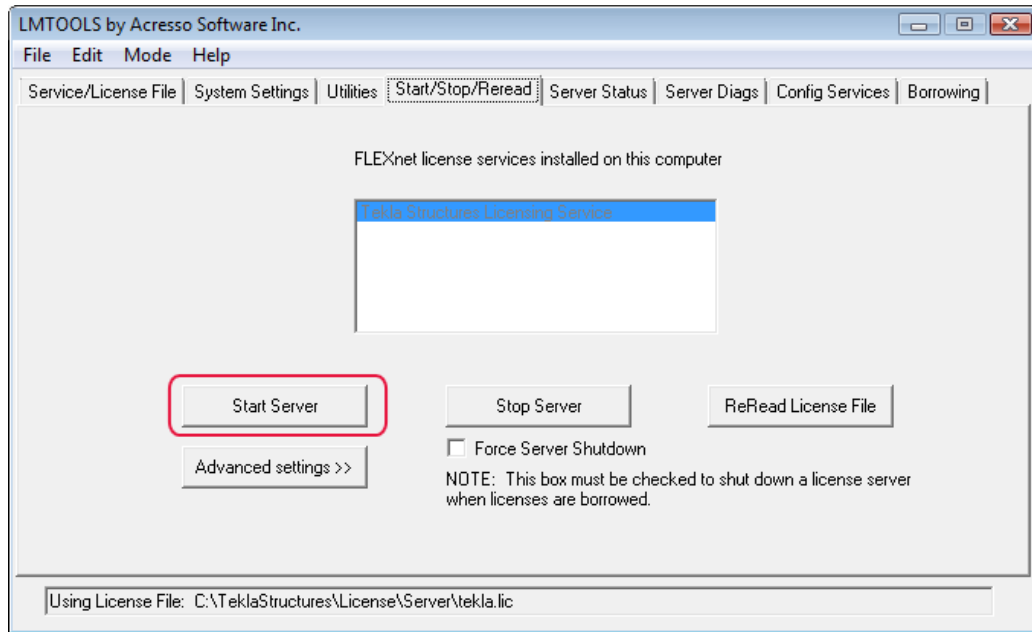 LMTOOLS by Acresso Software Inc.
File Edit Mode Help
Service/License File System Settings Utilities Start/Stop/Reread Server Status Server Diags Config Services Borrowing
FLEXnet license services installed on this computer
Tekla Structures Licensing Service
Start Server Stop Server ReRead License File
Force Server Shutdown
Advanced settings >>
NOTE: This box must be checked to shut down a license server
when licenses are borrowed.
Using License File: C:\TeklaStructures\License\Server\tekla.lic